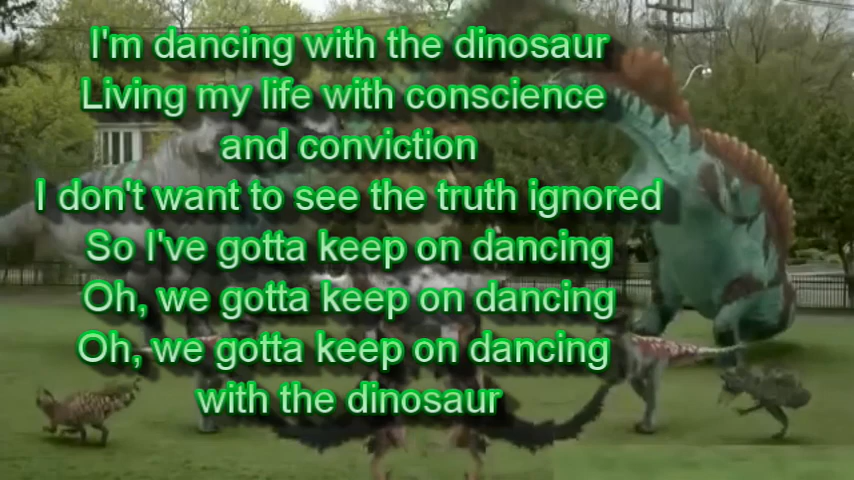 I'm dancing with the dinosaur
Living my life with conscience
and conviction
I don't want to see the truth ignored
So I've gotta keep on dancing
Oh, we gotta keep on dancing
Oh, we gotta keep on dancing
with the dinosaur